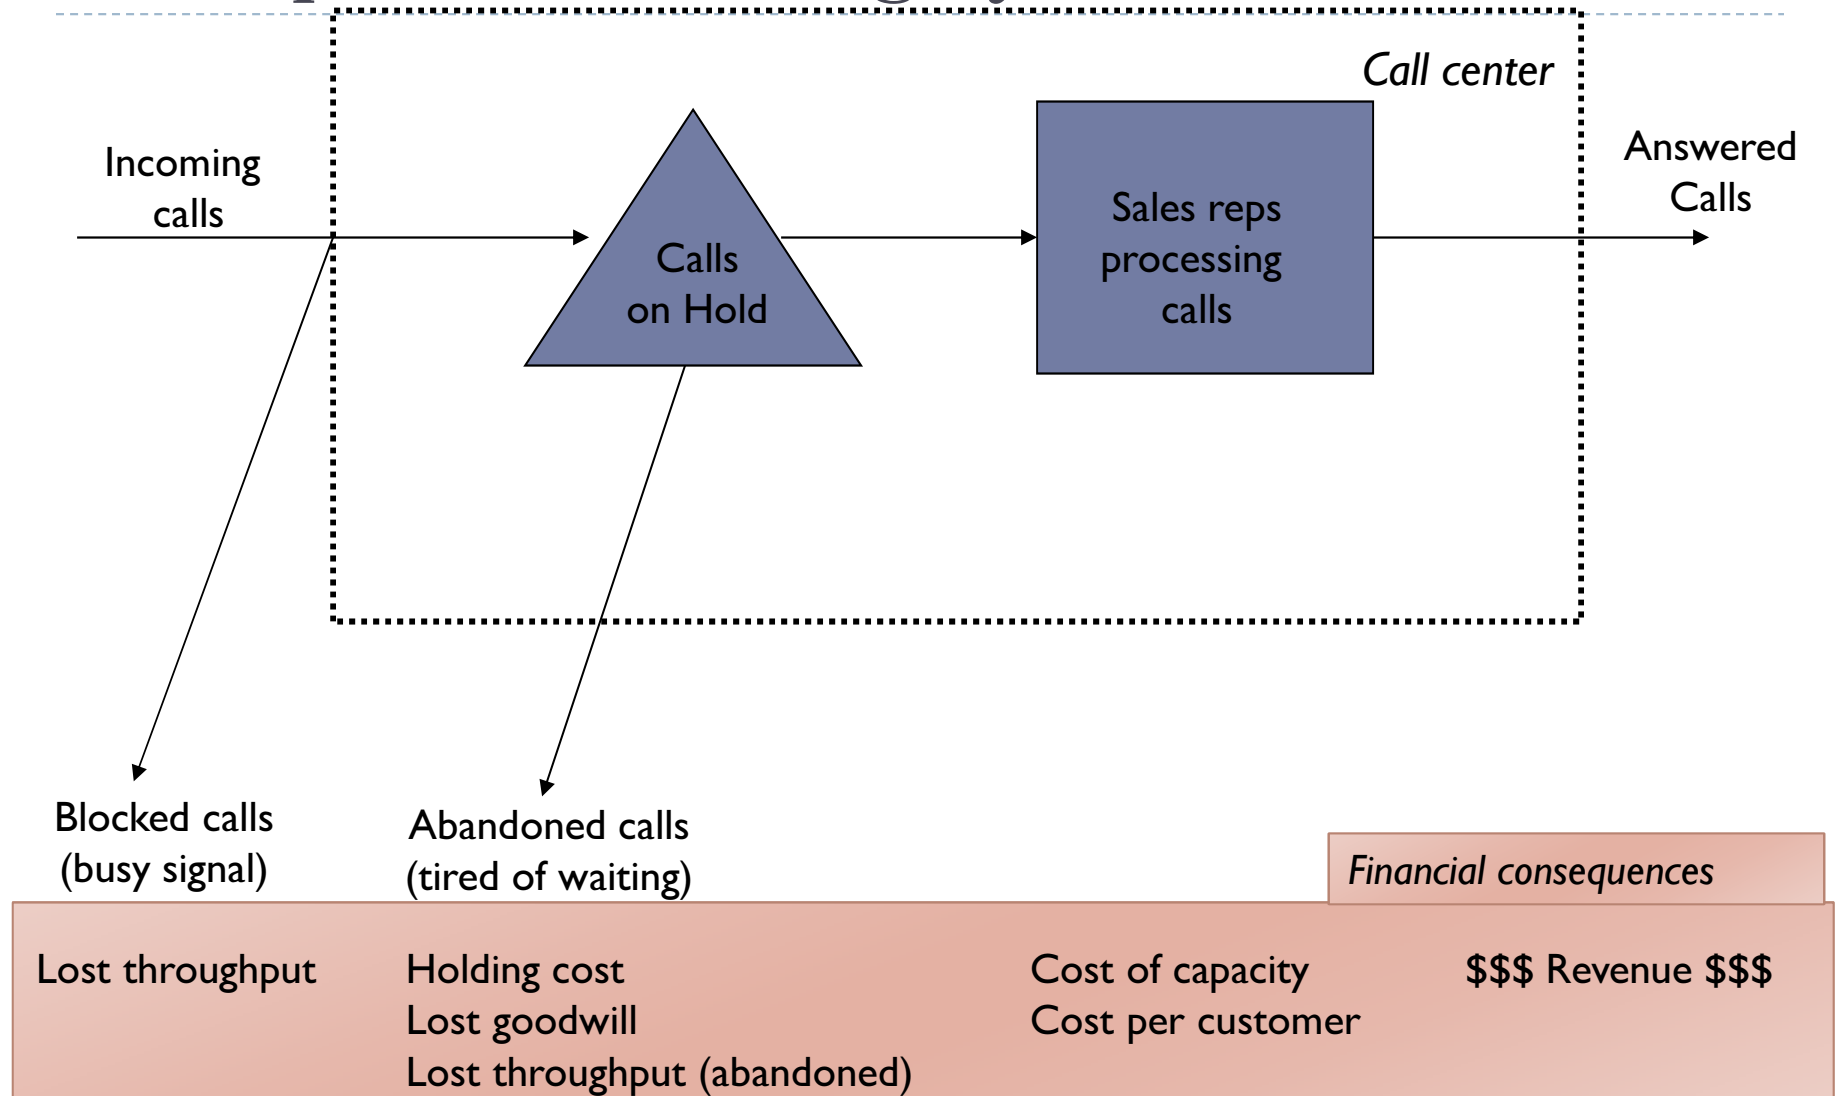 Call center
Incoming
calls
Answered
Calls
Calls
on Hold
Sales reps
processing
calls
Blocked calls
(busy signal)
Abandoned calls
(tired of waiting)
Financial consequences
Lost throughput
Holding cost
Lost goodwill
Lost throughput (abandoned)
Cost of capacity
Cost per customer
$$$ Revenue $$$